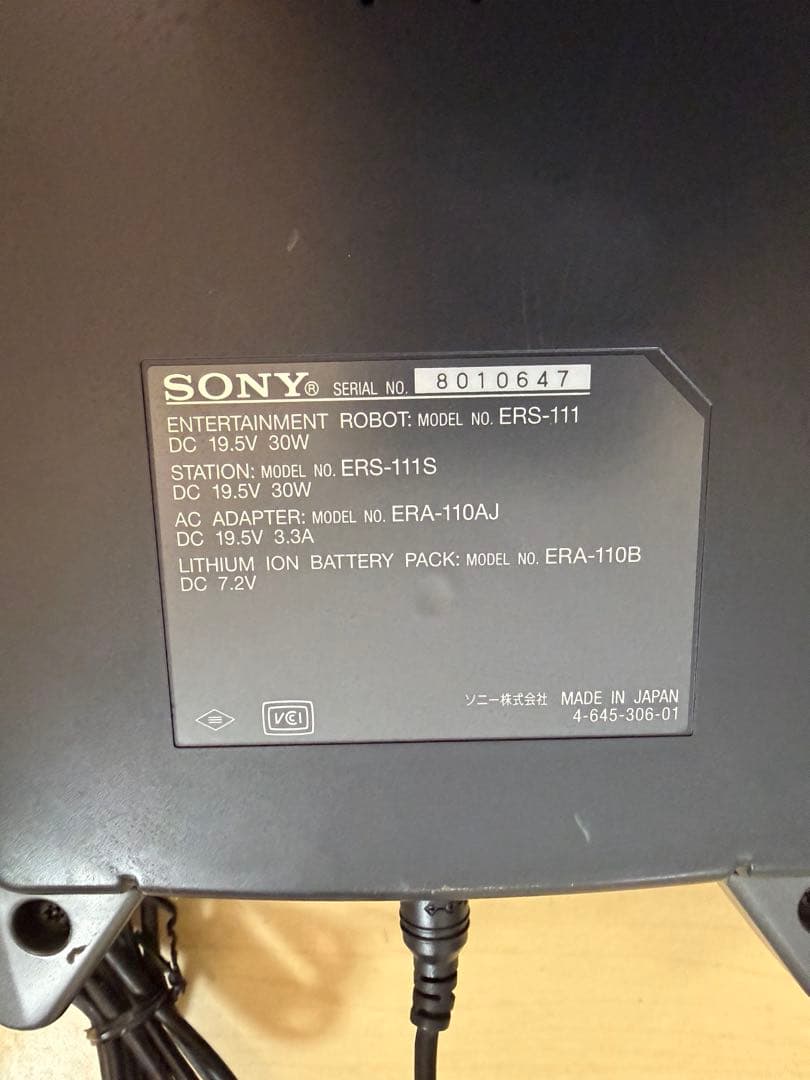 SONY® SERIAL NO. 8010647
ENTERTAINMENT ROBOT: MODEL NO. ERS-111
DC 19.5V 30W
STATION: MODEL NO. ERS-111S
DC 19.5V 30W
AC ADAPTER: MODEL NO. ERA-110AJ
DC 19.5V 3.3A
LITHIUM ION BATTERY PACK: MODEL NO. ERA-110B
DC 7.2V
VCI
ソニー株式会社 MADE IN JAPAN
4-645-306-01